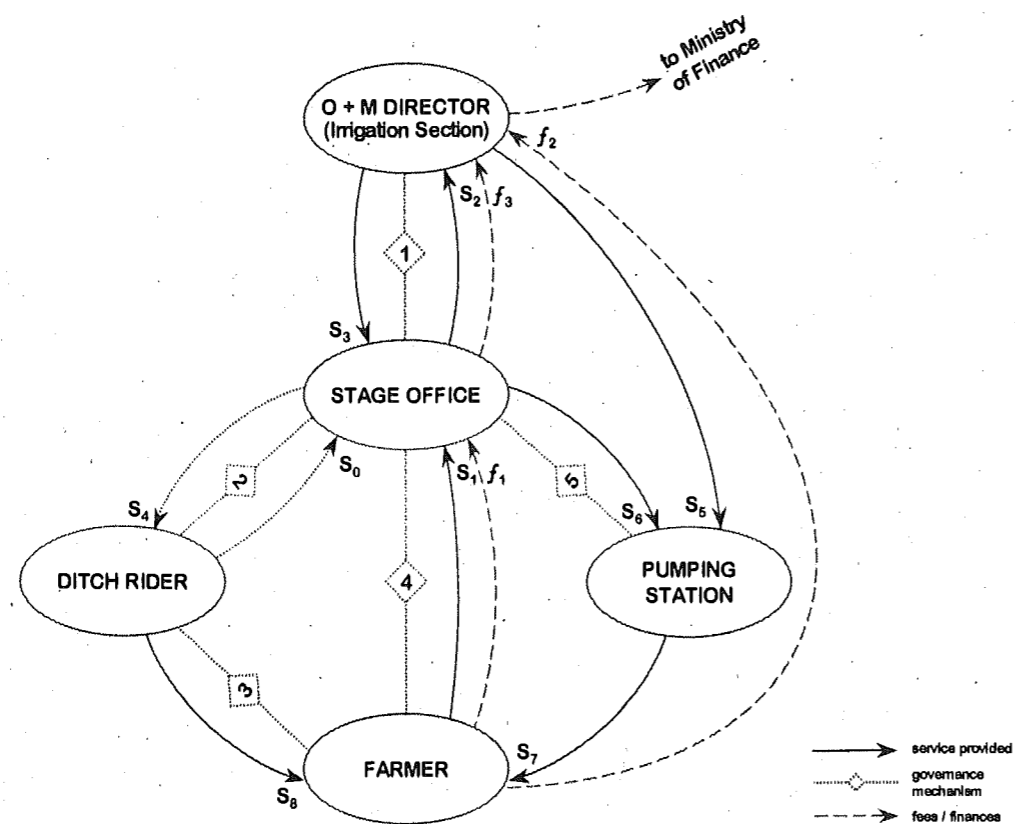 to Ministry
of Finance
O + M DIRECTOR
(Irrigation Section)
f₂
S₂ f₃
1
S₃
STAGE OFFICE
S₀
S₁ f₁
2
5
S₄
S₆
S₅
DITCH RIDER
4
PUMPING
STATION
3
FARMER
S₇
S₈
service provided
governance
mechanism
fees / finances